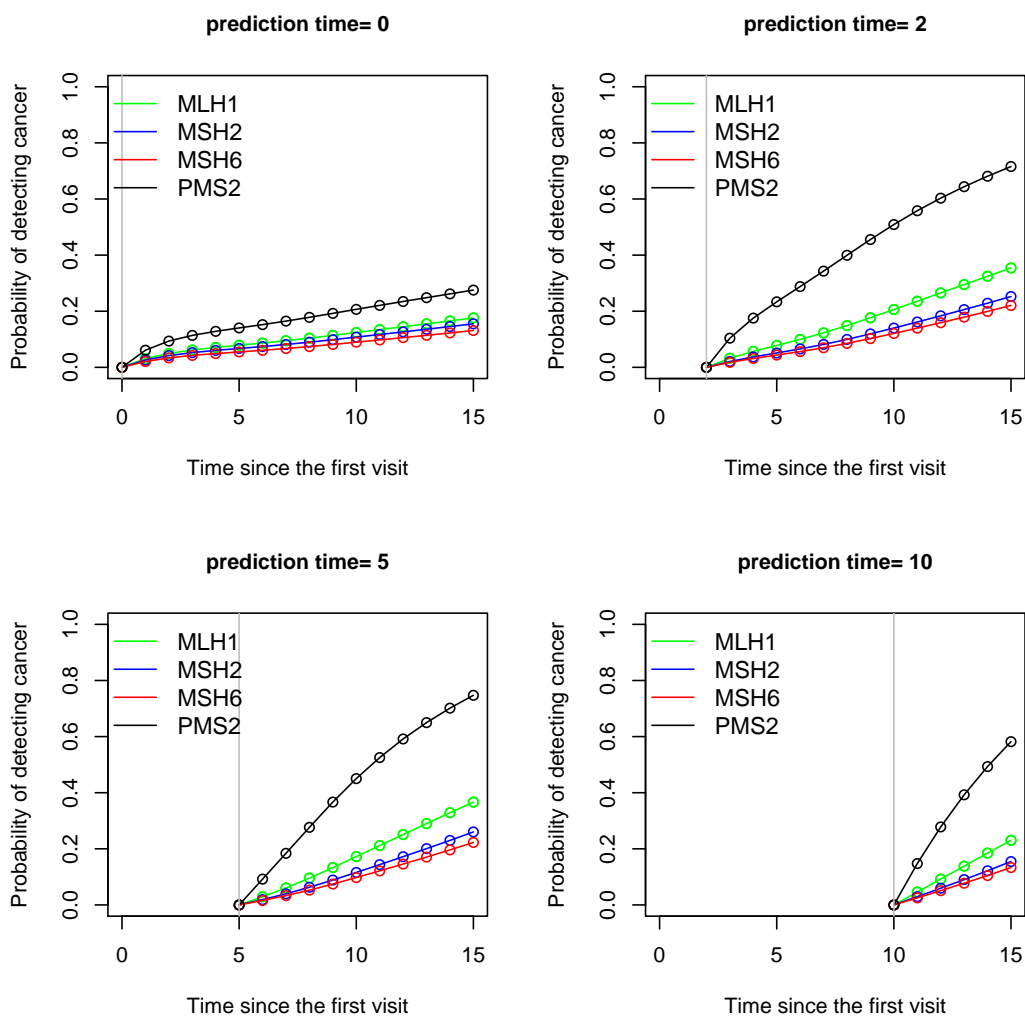 prediction time= 0
Probability of detecting cancer
1.0
0.8
0.6
0.4
0.2
0.0
MLH1
MSH2
MSH6
PMS2
0 5 10 15
Time since the first visit
prediction time= 2
Probability of detecting cancer
1.0
0.8
0.6
0.4
0.2
0.0
MLH1
MSH2
MSH6
PMS2
0 5 10 15
Time since the first visit
prediction time= 5
Probability of detecting cancer
1.0
0.8
0.6
0.4
0.2
0.0
MLH1
MSH2
MSH6
PMS2
0 5 10 15
Time since the first visit
prediction time= 10
Probability of detecting cancer
1.0
0.8
0.6
0.4
0.2
0.0
MLH1
MSH2
MSH6
PMS2
0 5 10 15
Time since the first visit